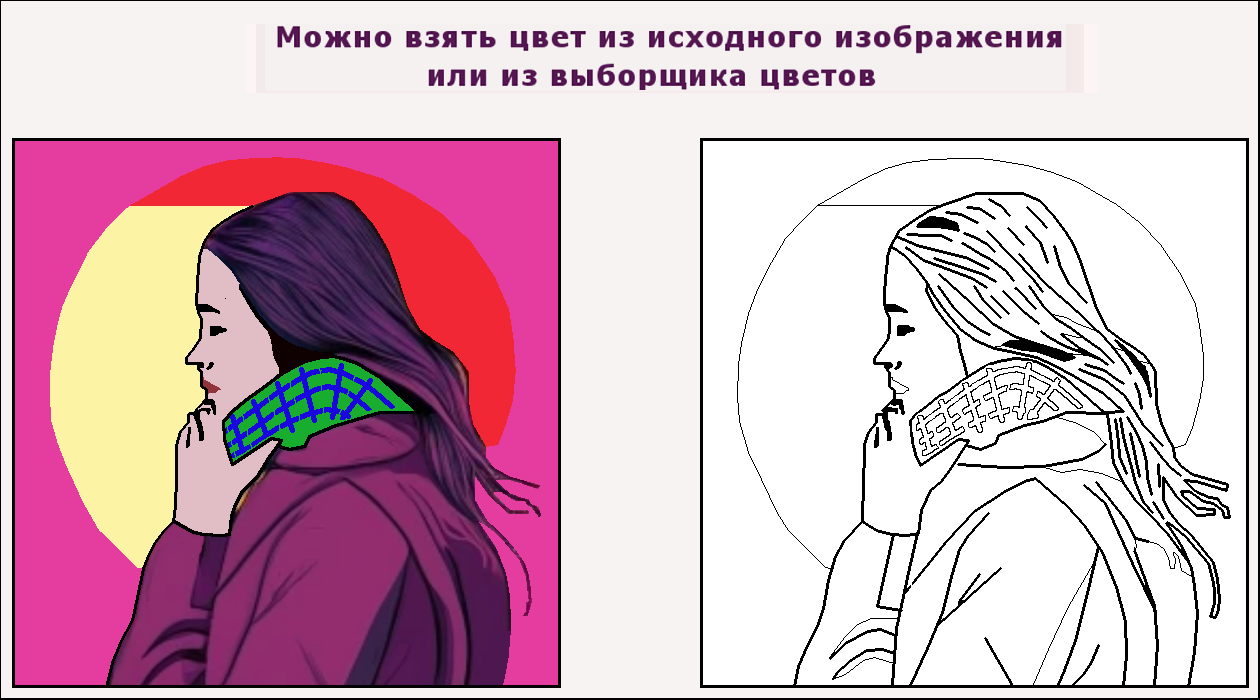 Можно взять цвет из исходного изображения
или из выборщика цветов